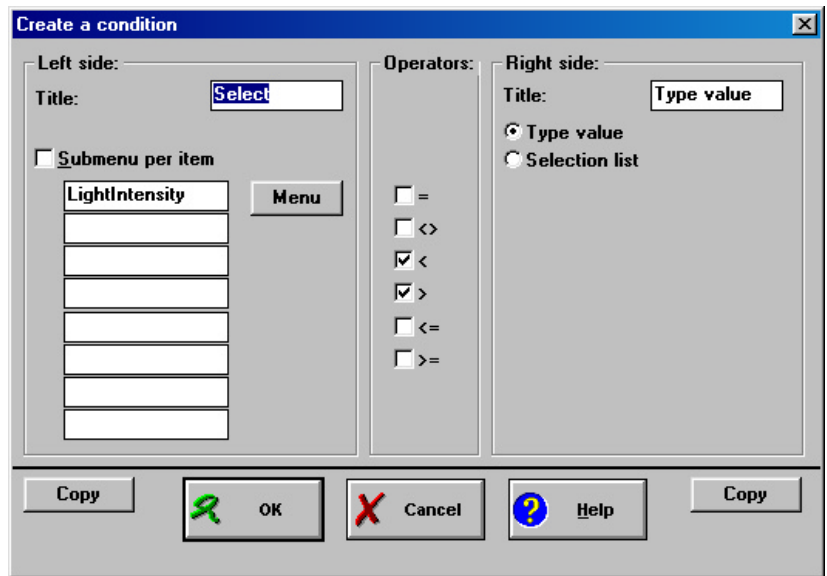 Create a condition
Left side:
Title:
Select
Submenu per item
LightIntensity
Menu
Operators:
=
<>
<
>
<=
>=
Right side:
Title:
Type value
Type value
Selection list
Copy
OK
Cancel
? Help
Copy